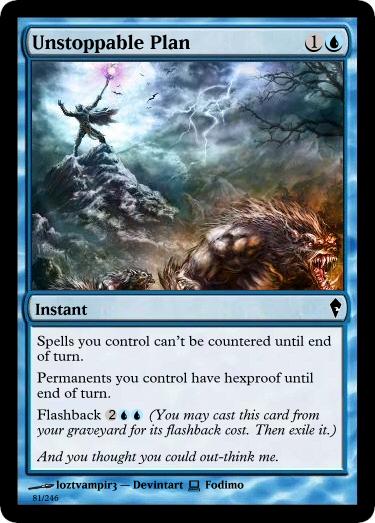 Unstoppable Plan 1
Instant
Spells you control can't be countered until end
of turn.
Permanents you control have hexproof until
end of turn.
Flashback 2 (You may cast this card from
your graveyard for its flashback cost. Then exile it.)
And you thought you could out-think me.
loztvampir3 — Devintart Fodimo
81/246